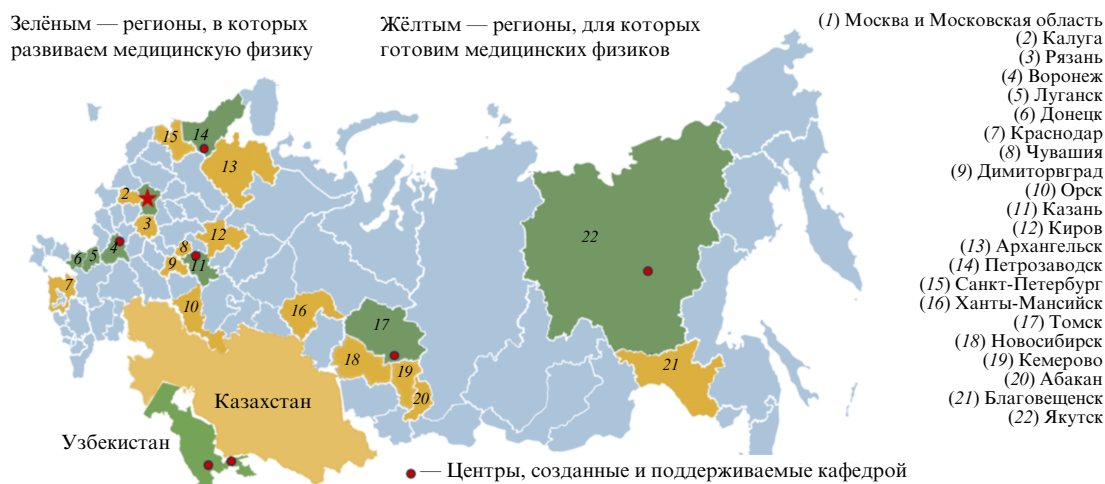 Зелёным — регионы, в которых
развиваем медицинскую физику
Жёлтым — регионы, для которых
готовим медицинских физиков
(1) Москва и Московская область
(2) Калуга
(3) Рязань
(4) Воронеж
(5) Луганск
(6) Донецк
(7) Краснодар
(8) Чувашия
(9) Димиторвград
(10) Орск
(11) Казань
(12) Киров
(13) Архангельск
(14) Петрозаводск
(15) Санкт-Петербург
(16) Ханты-Мансийск
(17) Томск
(18) Новосибирск
(19) Кемерово
(20) Абакан
(21) Благовещенск
(22) Якутск
15
14
13
2
3
12
4
8
6
5
9
11
7
10
16
17
18
19
20
21
22
Казахстан
Узбекистан
— Центры, созданные и поддерживаемые кафедрой